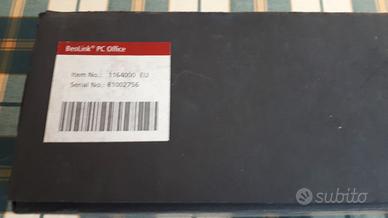 BeoLink® PC Office
Item No.: 1164000 EU
Serial No.: 81002756
subito